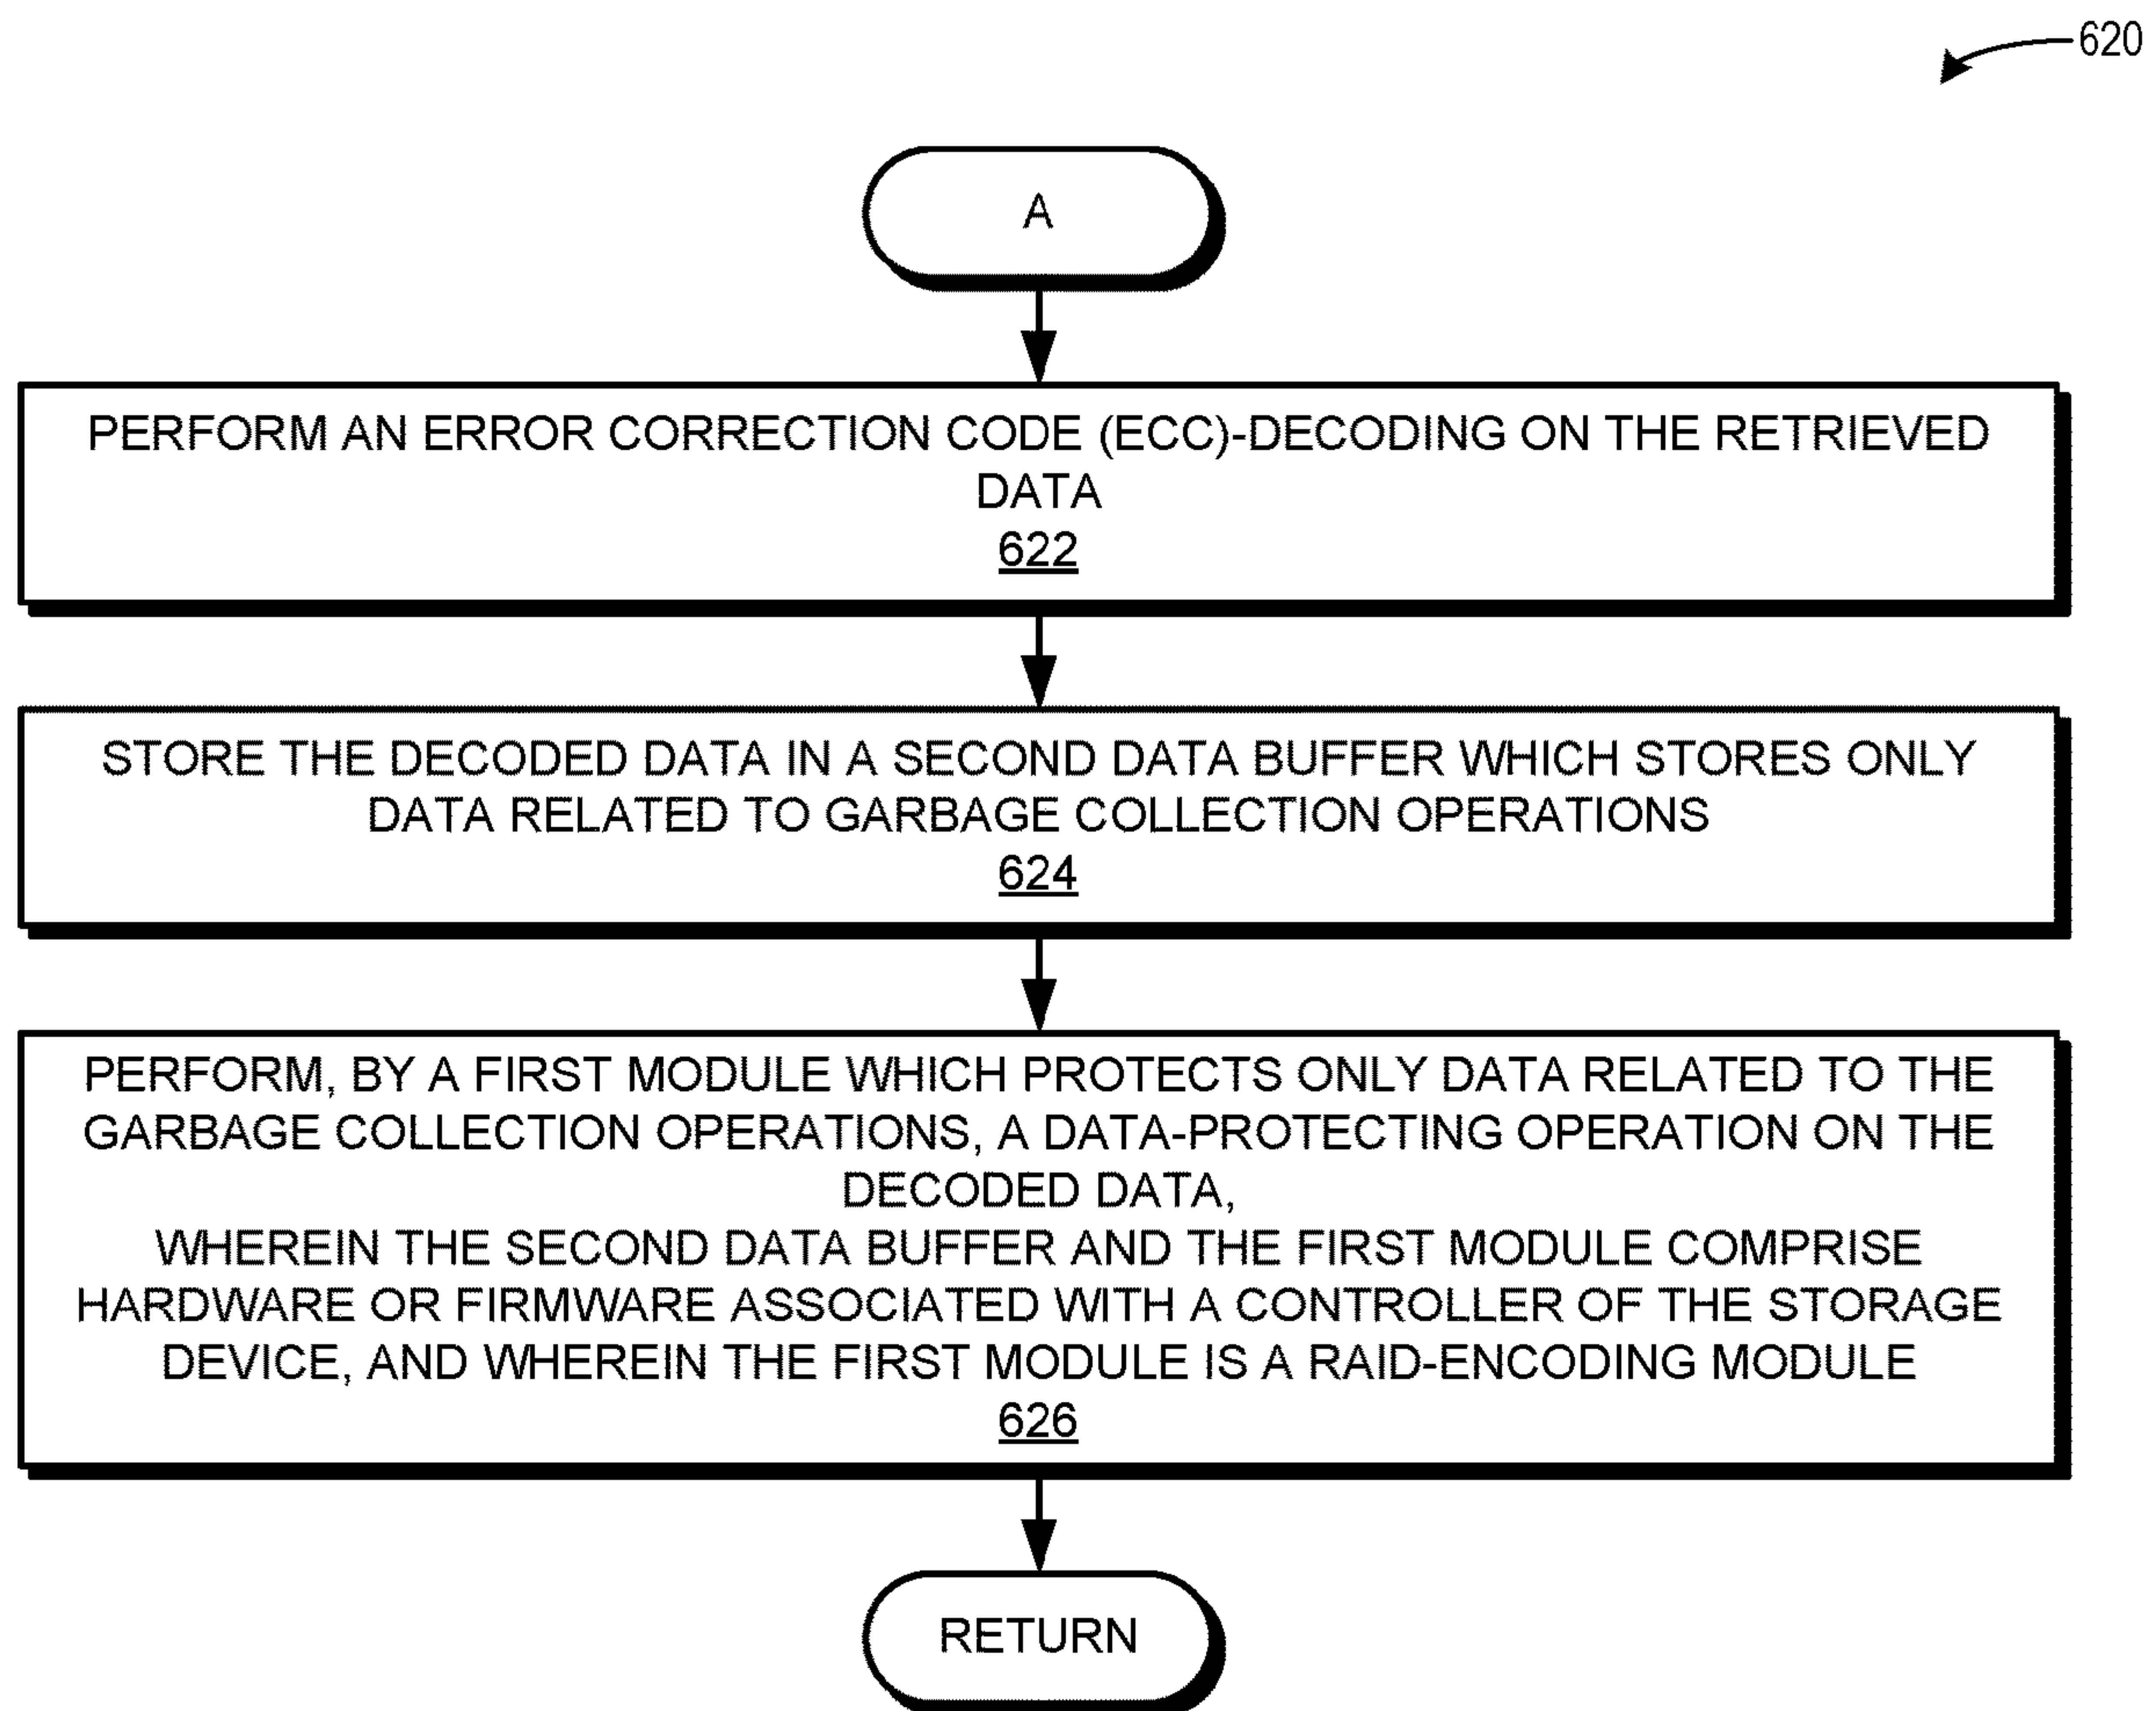 620
A
PERFORM AN ERROR CORRECTION CODE (ECC)-DECODING ON THE RETRIEVED
DATA
622
STORE THE DECODED DATA IN A SECOND DATA BUFFER WHICH STORES ONLY
DATA RELATED TO GARBAGE COLLECTION OPERATIONS
624
PERFORM, BY A FIRST MODULE WHICH PROTECTS ONLY DATA RELATED TO THE
GARBAGE COLLECTION OPERATIONS, A DATA-PROTECTING OPERATION ON THE
DECODED DATA,
WHEREIN THE SECOND DATA BUFFER AND THE FIRST MODULE COMPRISE
HARDWARE OR FIRMWARE ASSOCIATED WITH A CONTROLLER OF THE STORAGE
DEVICE, AND WHEREIN THE FIRST MODULE IS A RAID-ENCODING MODULE
626
RETURN